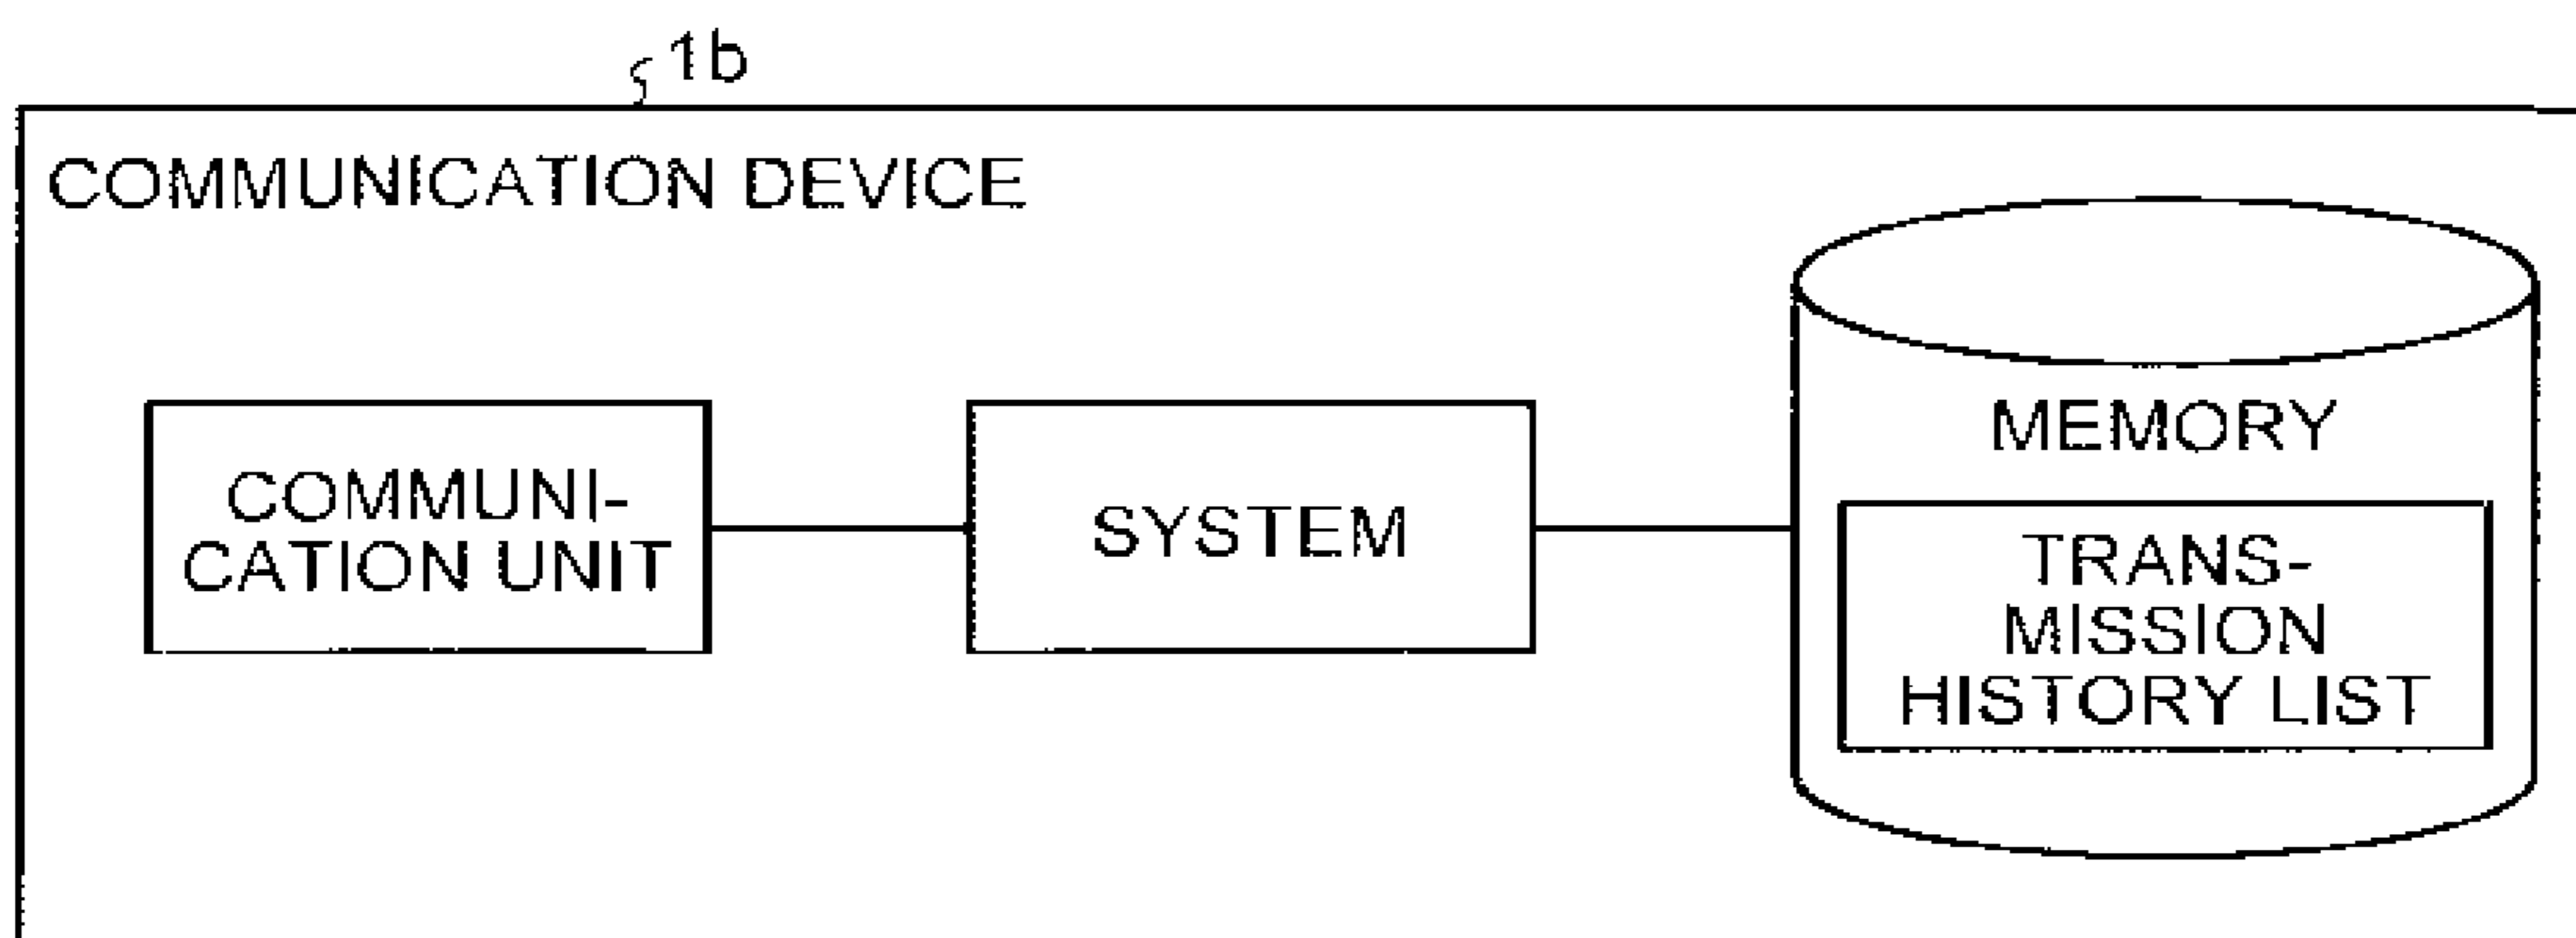 1b
COMMUNICATION DEVICE
COMMUNI-
CATION UNIT
SYSTEM
MEMORY
TRANS-
MISSION
HISTORY LIST